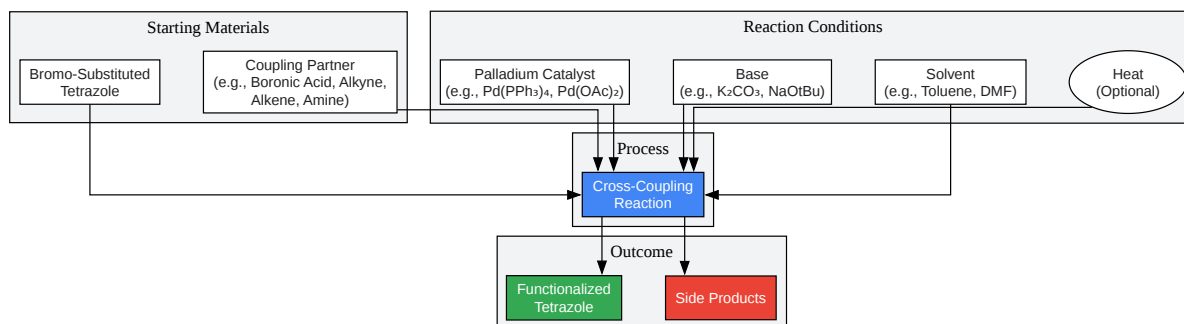 Starting Materials
Reaction Conditions
Bromo-Substituted
Tetrazole
Coupling Partner
(e.g., Boronic Acid, Alkyne,
Alkene, Amine)
Palladium Catalyst
(e.g., Pd(PPh₃)₄, Pd(OAc)₂)
Base
(e.g., K₂CO₃, NaOtBu)
Solvent
(e.g., Toluene, DMF)
Heat
(Optional)
Process
Cross-Coupling
Reaction
Outcome
Functionalized
Tetrazole
Side Products